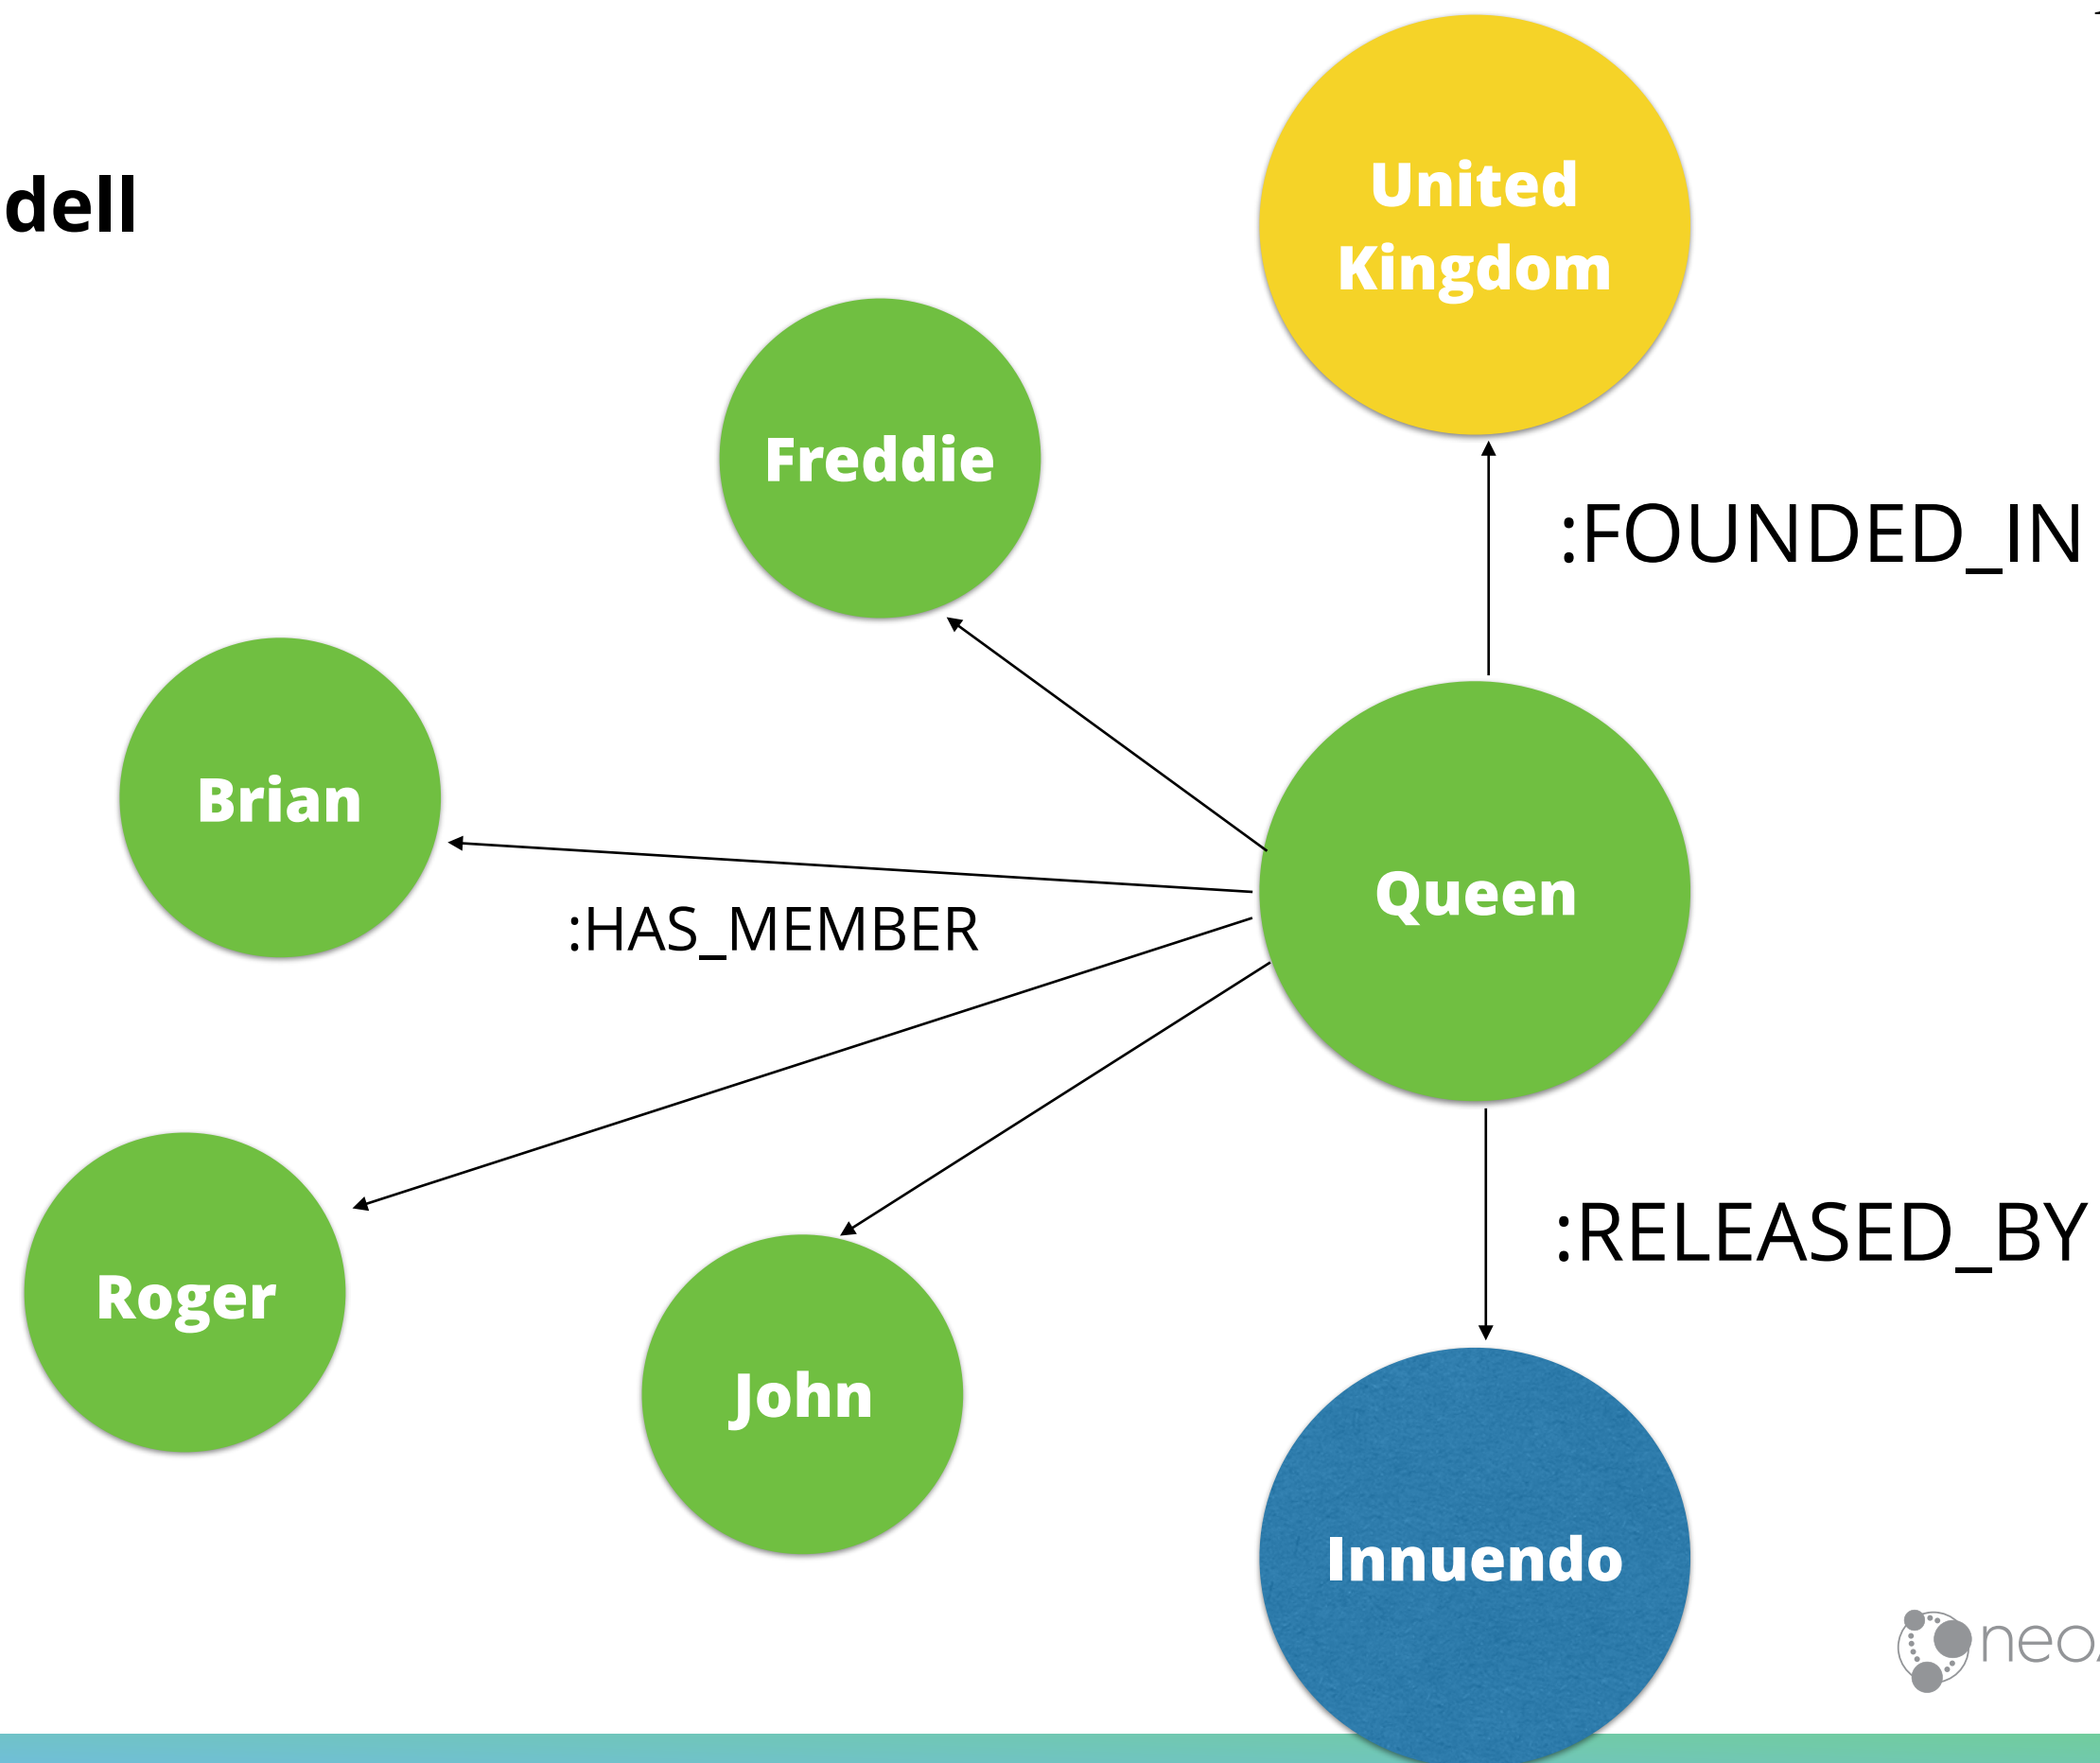 dell
United
Kingdom
Freddie
:FOUNDED_IN
Brian
Queen
:HAS_MEMBER
Roger
:RELEASED_BY
John
Innuendo
neo